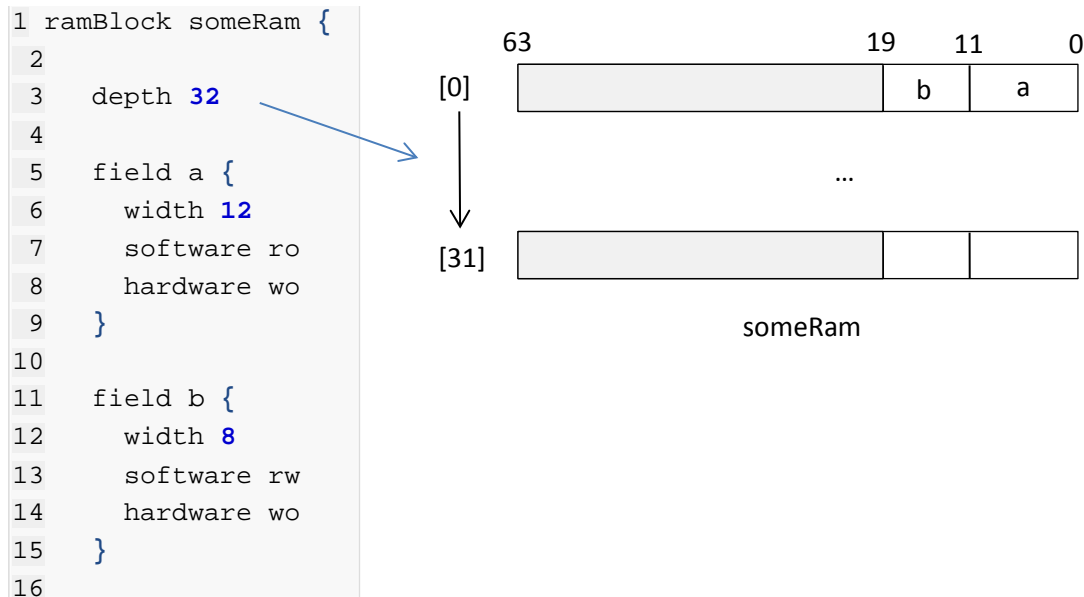 1 ramBlock someRam {
2
3 depth 32
4
5 field a {
6 width 12
7 software ro
8 hardware wo
9 }
10
11 field b {
12 width 8
13 software rw
14 hardware wo
15 }
16
63 19 11 0
[0] b a
...
[31]
someRam